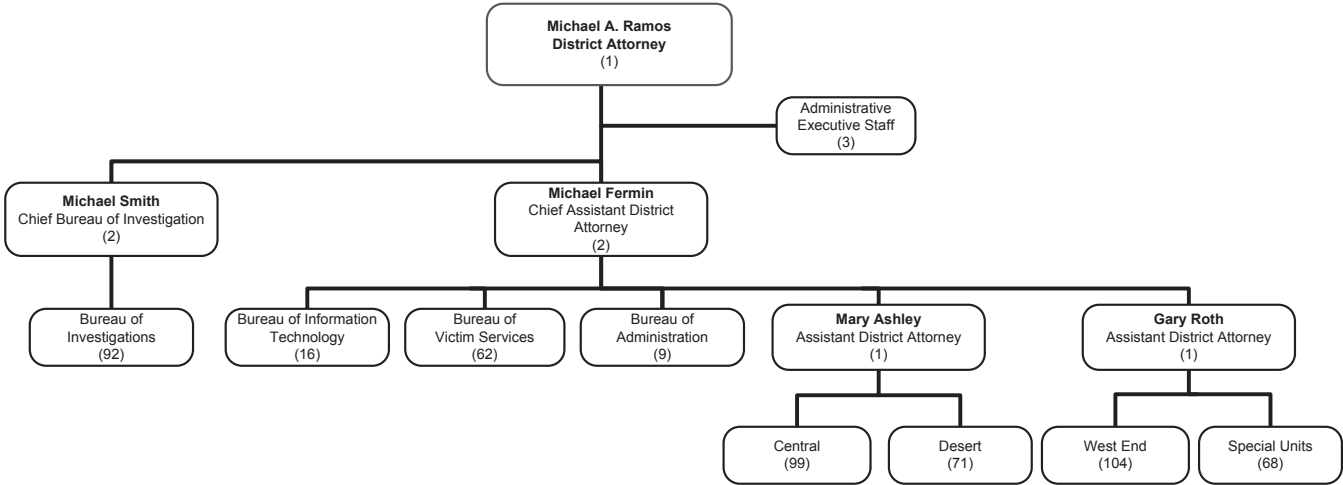 Michael A. Ramos
District Attorney
(1)
Administrative
Executive Staff
(3)
Michael Smith
Chief Bureau of Investigation
(2)
Michael Fermin
Chief Assistant District
Attorney
(2)
Bureau of
Investigations
(92)
Bureau of Information
Technology
(16)
Bureau of
Victim Services
(62)
Bureau of
Administration
(9)
Mary Ashley
Assistant District Attorney
(1)
Gary Roth
Assistant District Attorney
(1)
Central
(99)
Desert
(71)
West End
(104)
Special Units
(68)